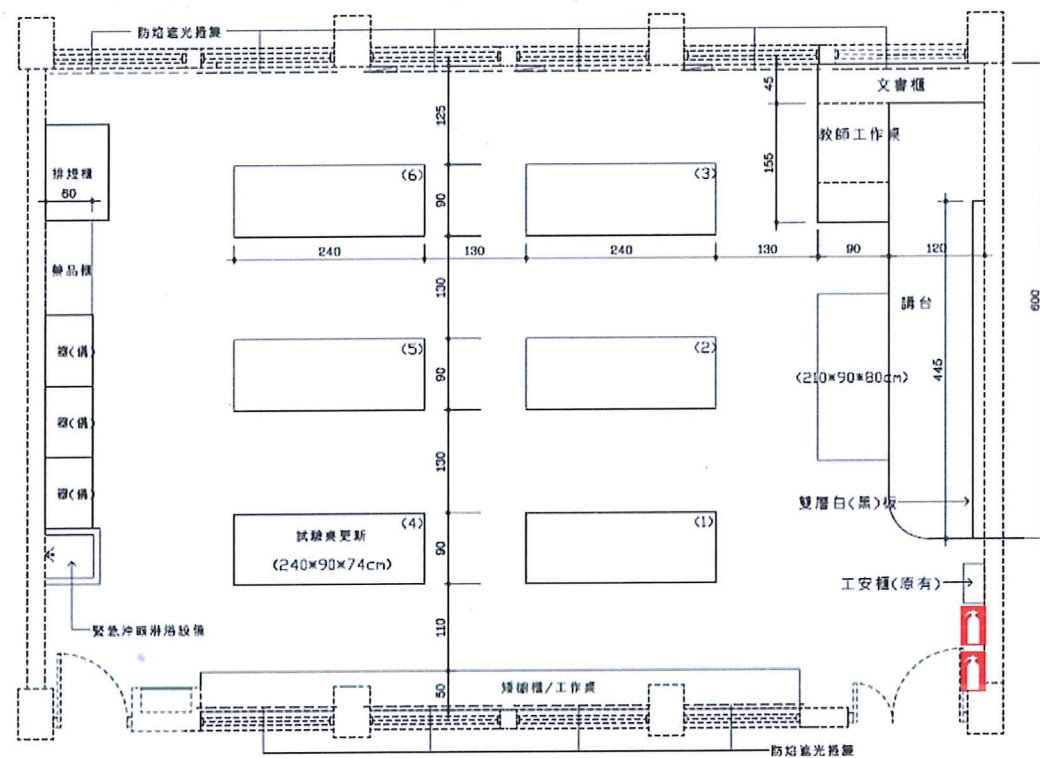 防焰遮光捲簾
文書櫃
45
125
教師工作桌
155
排煙櫃
60
(6)
(3)
90
240
130
240
130
90
120
藥品櫃
130
講台
600
器(儀)
(5)
(2)
90
(210*90*80cm)
445
器(儀)
130
器(儀)
雙層白(黑)板
(4)
(1)
試驗桌更新
90
(240*90*74cm)
工安櫃(原有)
緊急沖眼淋浴設備
110
矮櫥櫃/工作桌
50
防焰遮光捲簾